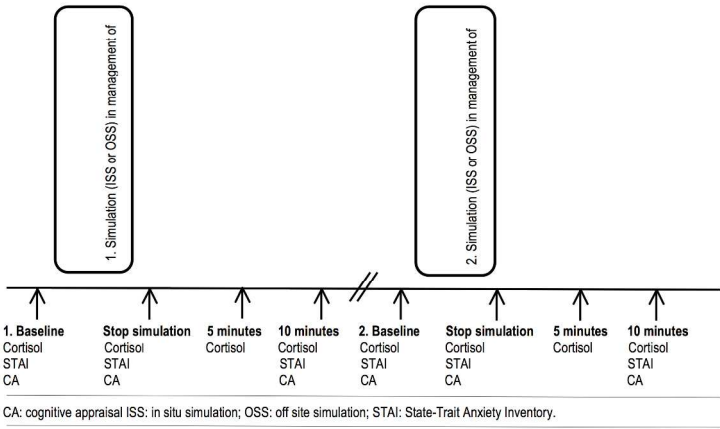 1. Simulation (ISS or OSS) in management of
2. Simulation (ISS or OSS) in management of
1. Baseline
Cortisol
STAI
CA
Stop simulation
Cortisol
STAI
CA
5 minutes
Cortisol
10 minutes
Cortisol
STAI
CA
2. Baseline
Cortisol
STAI
CA
Stop simulation
Cortisol
STAI
CA
5 minutes
Cortisol
10 minutes
Cortisol
STAI
CA
CA: cognitive appraisal ISS: in situ simulation; OSS: off site simulation; STAI: State-Trait Anxiety Inventory.